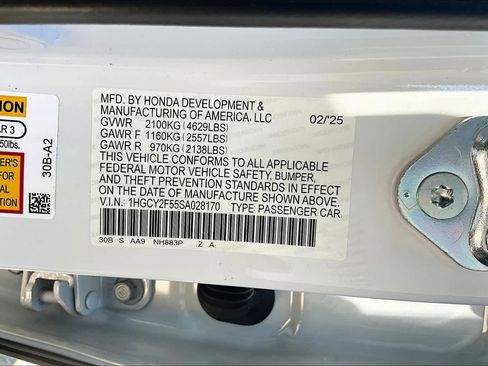 MFD. BY HONDA DEVELOPMENT &
MANUFACTURING OF AMERICA, LLC 02/'25
GVWR 2100KG (4629LBS)
GAWR F 1160KG (2557LBS)
GAWR R 970KG (2138LBS)
THIS VEHICLE CONFORMS TO ALL APPLICABLE
FEDERAL MOTOR VEHICLE SAFETY, BUMPER,
AND THEFT PREVENTION STANDARDS IN EFFECT
ON THE DATE OF MANUFACTURE SHOWN ABOVE.
V.I.N.: 1HGCY2F55SA028170 TYPE: PASSENGER CAR
30B S AA9 NH883P Z A
30B-A2